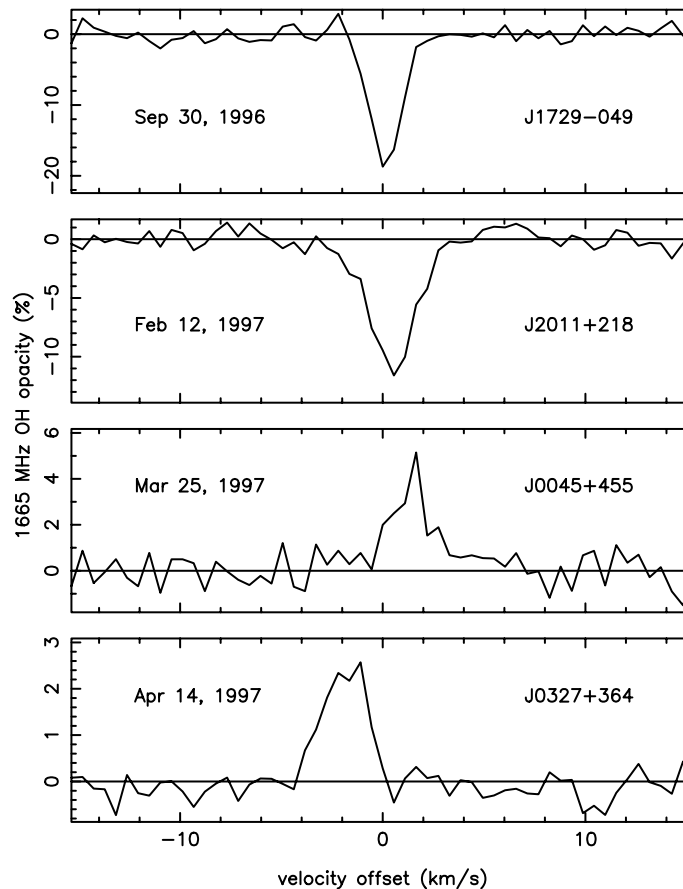 0
−10
−20
Sep 30, 1996
J1729−049
0
−5
−10
Feb 12, 1997
J2011+218
1665 MHz OH opacity (%)
6
4
2
0
Mar 25, 1997
J0045+455
3
2
1
0
Apr 14, 1997
J0327+364
−10
0
10
velocity offset (km/s)